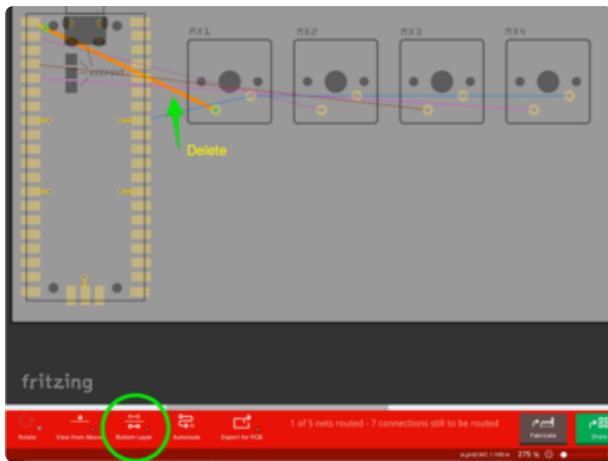 MX1 MX2 MX3 MX4
KEEPOUT
Delete
fritzing
1 of 5 nets routed - 7 connections still to be routed
Rotate View from Above Bottom Layer Autoroute Export for PCB Fabricate Share
275 %